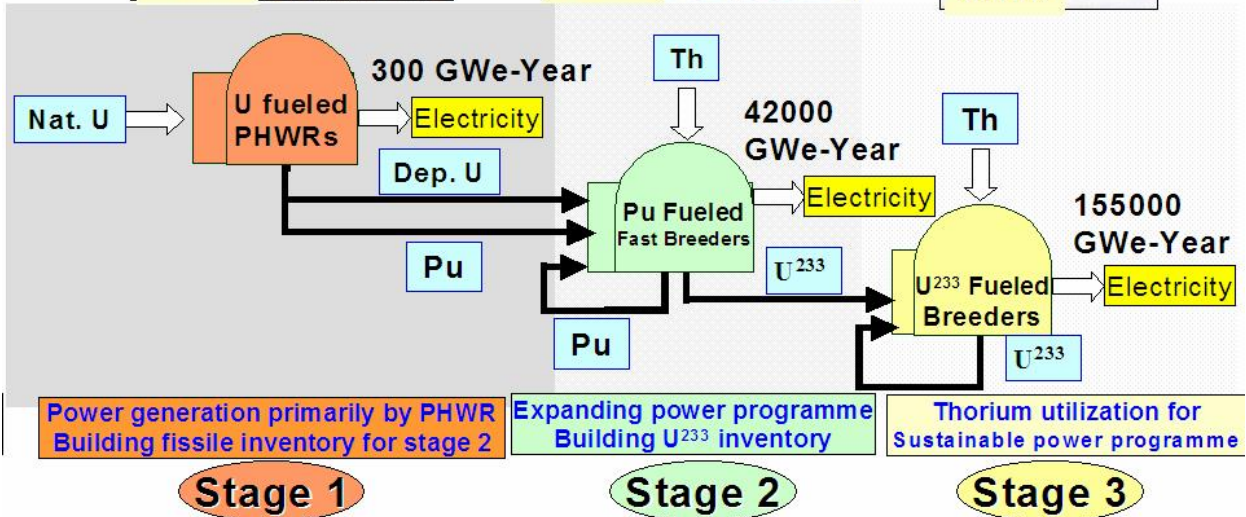 300 GWe-Year
Th
Nat. U
U fueled
PHWRs
Electricity
42000
GWe-Year
Th
Dep. U
Pu Fueled
Fast Breeders
Electricity
155000
GWe-Year
Pu
U²³³
U²³³ Fueled
Breeders
Electricity
Pu
U²³³
Power generation primarily by PHWR
Building fissile inventory for stage 2
Expanding power programme
Building U²³³ inventory
Thorium utilization for
Sustainable power programme
Stage 1
Stage 2
Stage 3